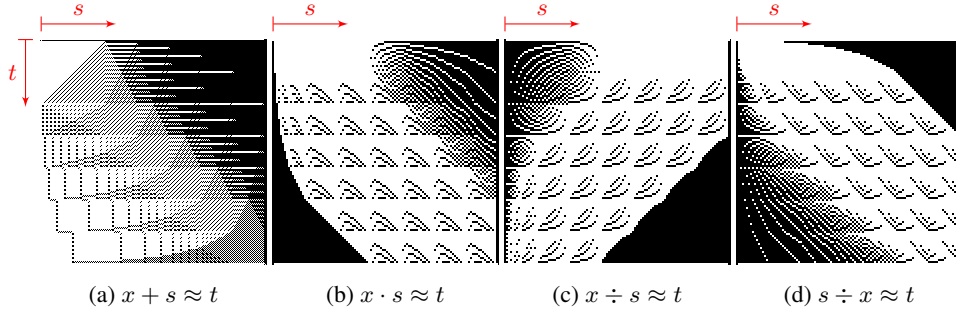 s s s s
t
(a) x + s ≈ t (b) x · s ≈ t (c) x ÷ s ≈ t (d) s ÷ x ≈ t